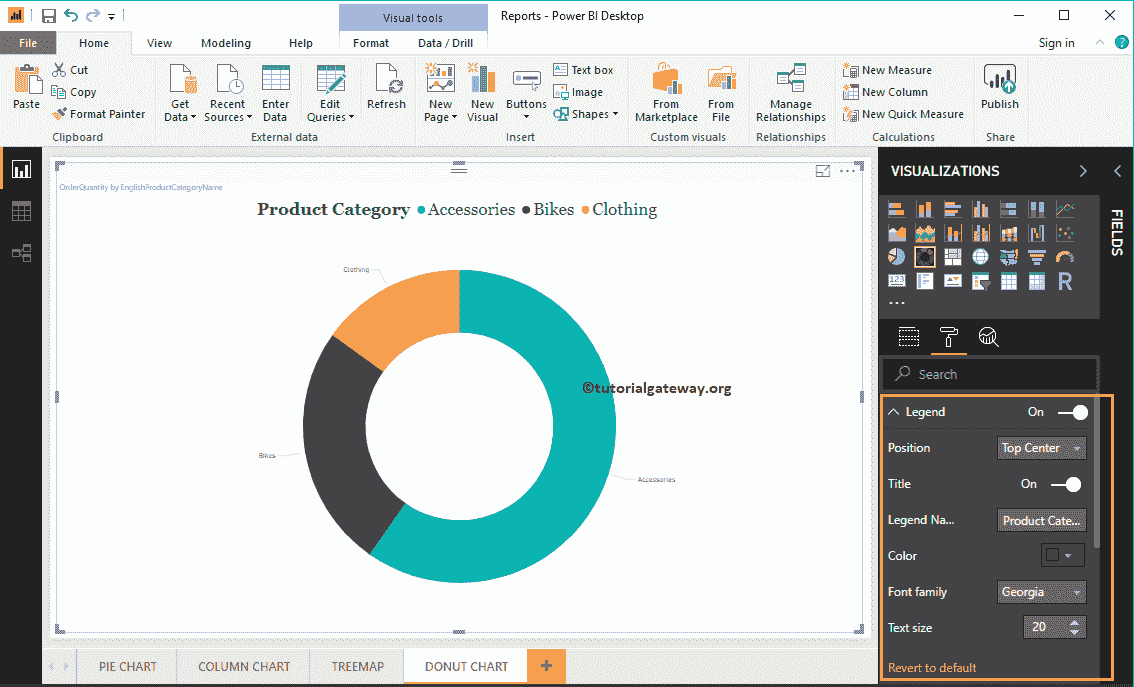 Visual tools
Reports - Power BI Desktop
File Home View Modeling Help Format Data / Drill Sign in ?
Paste
Cut
Copy
Format Painter
Clipboard
Get Data
Recent Sources
Enter Data
Edit Queries
External data
Refresh
New Page
New Visual
Buttons
Text box
Image
Shapes
Insert
From Marketplace
From File
Custom visuals
Manage Relationships
Relationships
New Measure
New Column
New Quick Measure
Calculations
Publish
Share
OrderQuantity by EnglishProductCategoryName
Product Category Accessories Bikes Clothing
Clothing
©tutorialgateway.org
Bikes
Accessories
VISUALIZATIONS
FIELDS
123
R
Search
Legend On
Position Top Center
Title On
Legend Na... Product Cate...
Color
Font family Georgia
Text size 20
Revert to default
PIE CHART COLUMN CHART TREEMAP DONUT CHART +